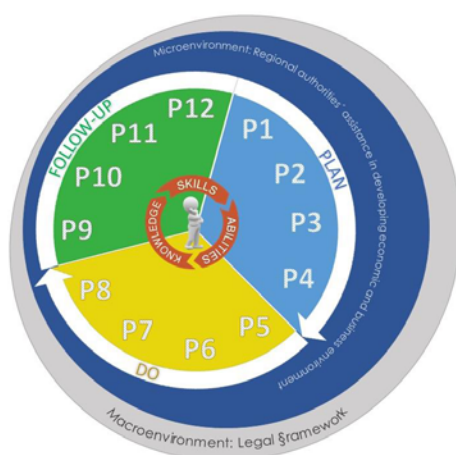 Microenvironment: Regional authorities´ assistance in developing economic and business environment
FOLLOW-UP
PLAN
DO
P1
P2
P3
P4
P5
P6
P7
P8
P9
P10
P11
P12
SKILLS
ABILITIES
KNOWLEDGE
Macroenvironment: Legal §ramework